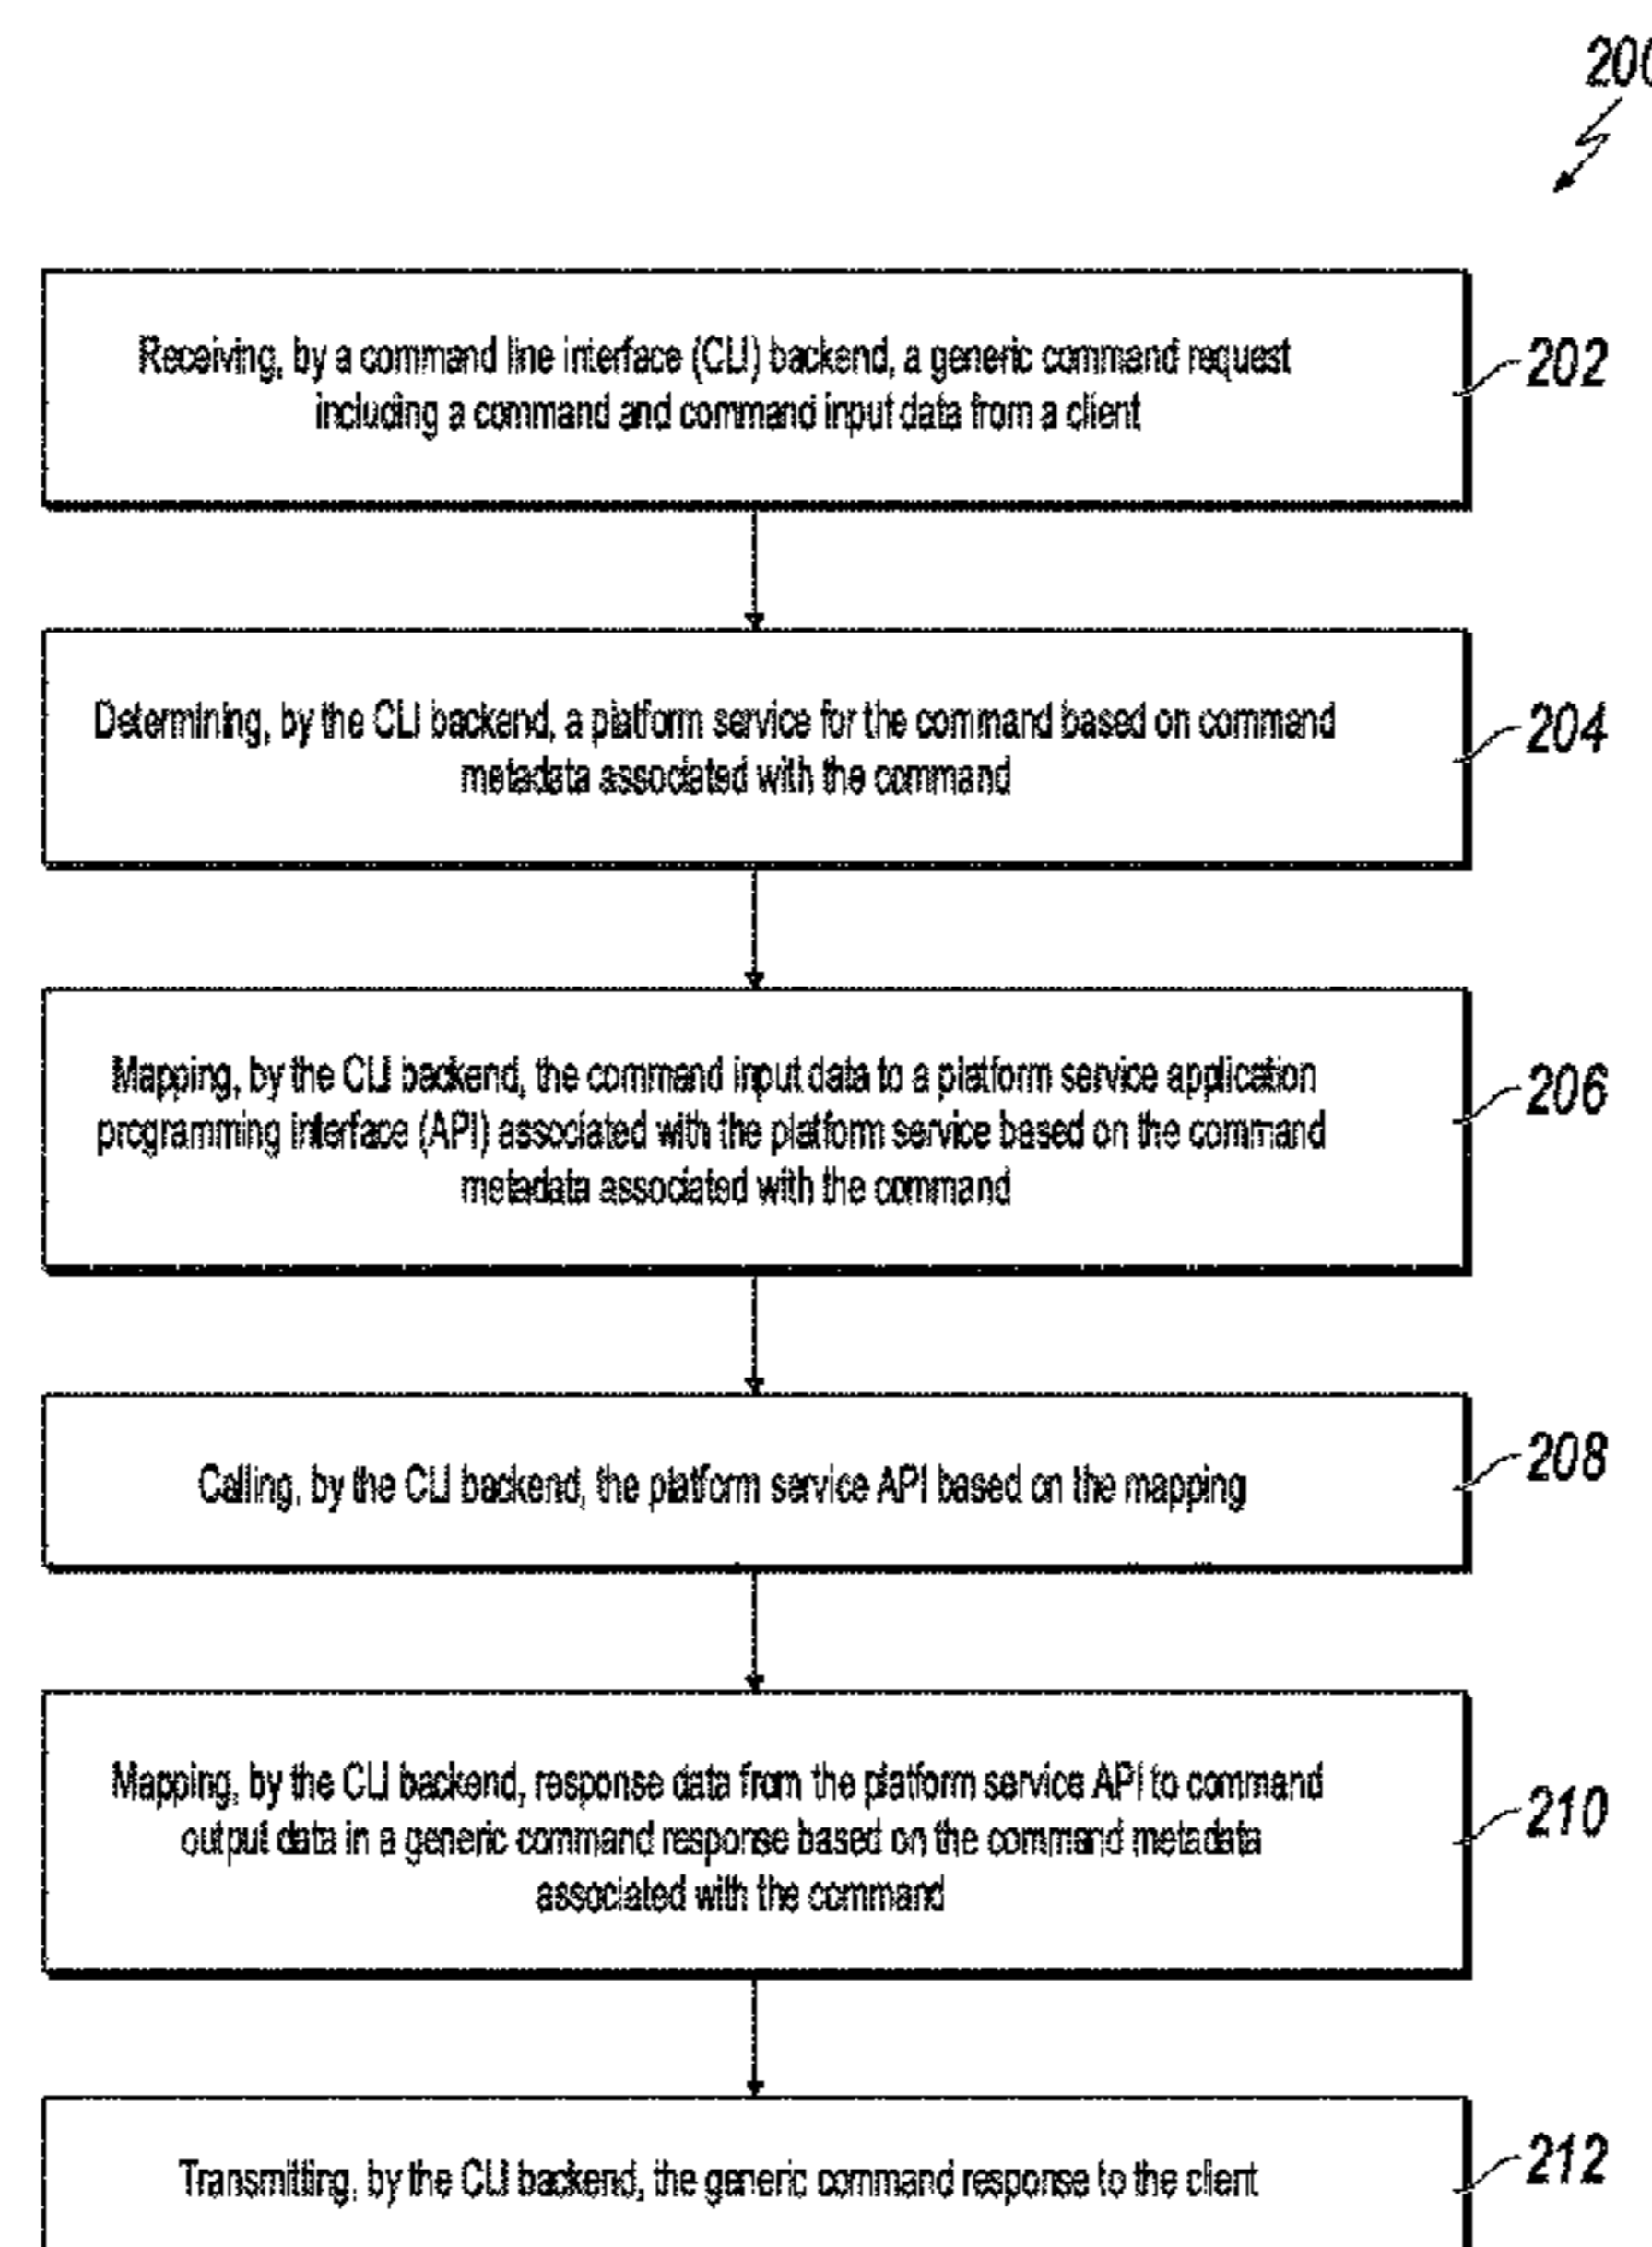 200
Receiving, by a command line interface (CLI) backend, a generic command request
including a command and command input data from a client
202
Determining, by the CLI backend, a platform service for the command based on command
metadata associated with the command
204
Mapping, by the CLI backend, the command input data to a platform service application
programming interface (API) associated with the platform service based on the command
metadata associated with the command
206
Calling, by the CLI backend, the platform service API based on the mapping
208
Mapping, by the CLI backend, response data from the platform service API to command
output data in a generic command response based on the command metadata
associated with the command
210
Transmitting, by the CLI backend, the generic command response to the client
212